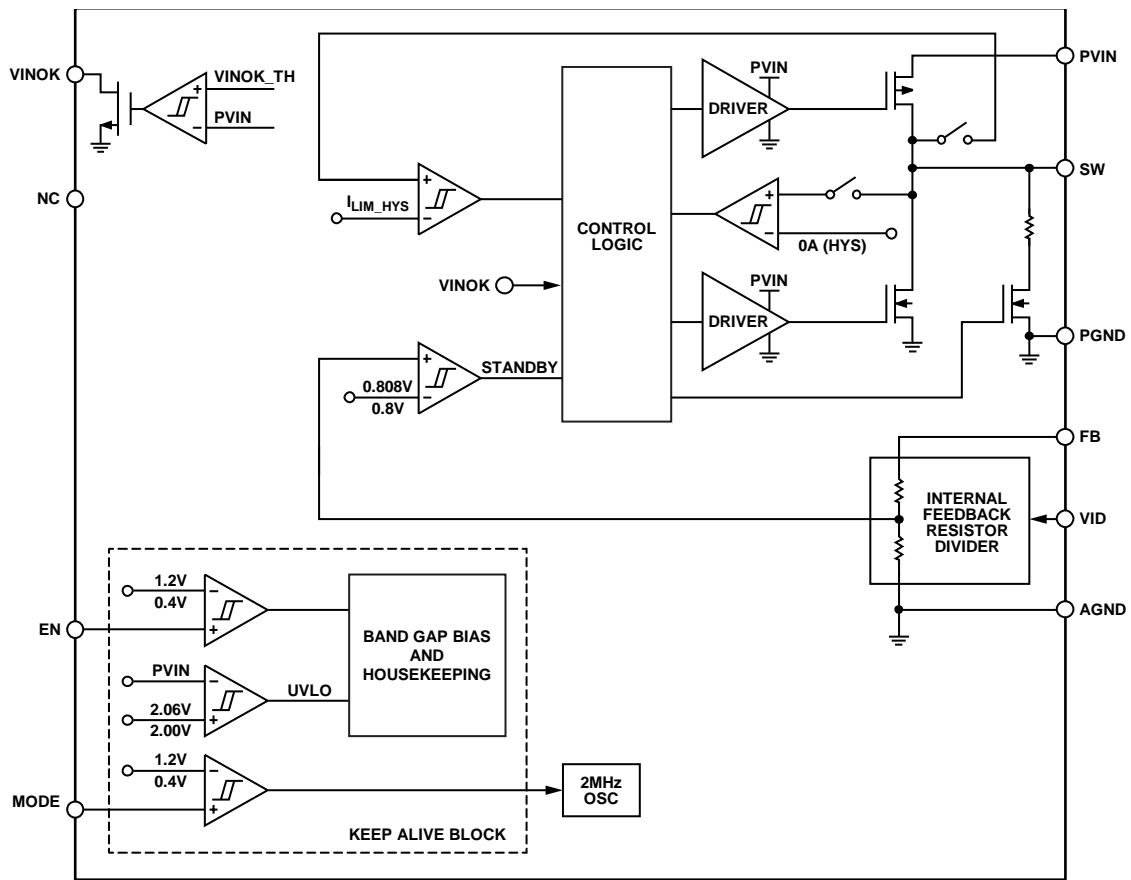 VINOK
VINOK_TH
PVIN
NC
PVIN
DRIVER
PVIN
SW
ILIM_HYS
CONTROL
LOGIC
0A (HYS)
VINOK
PVIN
DRIVER
PGND
STANDBY
0.808V
0.8V
FB
INTERNAL
FEEDBACK
RESISTOR
DIVIDER
VID
AGND
1.2V
0.4V
EN
BAND GAP BIAS
AND
HOUSEKEEPING
PVIN
UVLO
2.06V
2.00V
1.2V
0.4V
MODE
2MHz
OSC
KEEP ALIVE BLOCK